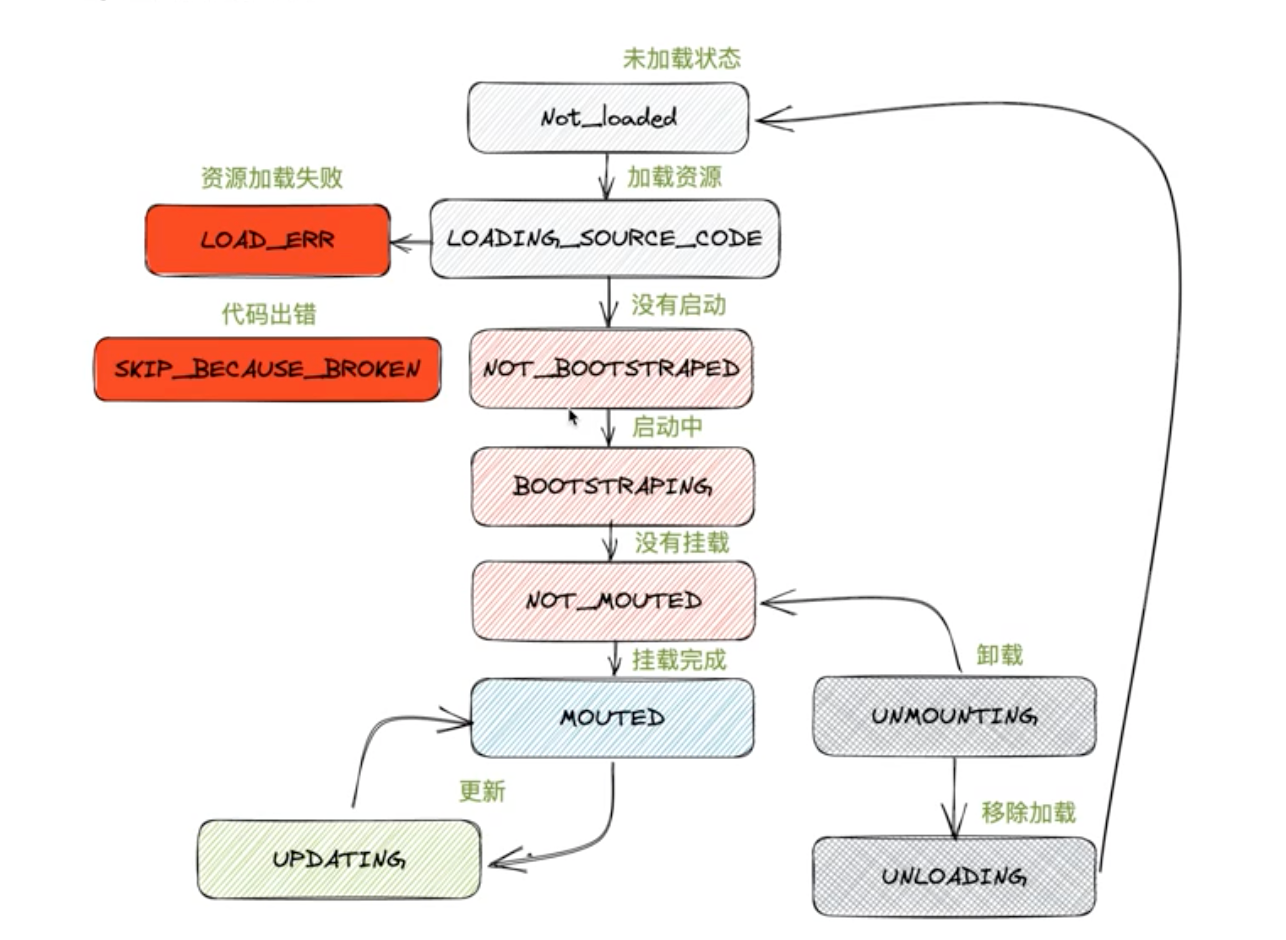 未加载状态
Not_loaded
加载资源
资源加载失败
LOAD_ERR
LOADING_SOURCE_CODE
没有启动
代码出错
SKIP_BECAUSE_BROKEN
NOT_BOOTSTRAPED
启动中
BOOTSTRAPING
没有挂载
NOT_MOUTED
挂载完成
卸载
MOUTED
UNMOUNTING
更新
移除加载
UPDATING
UNLOADING